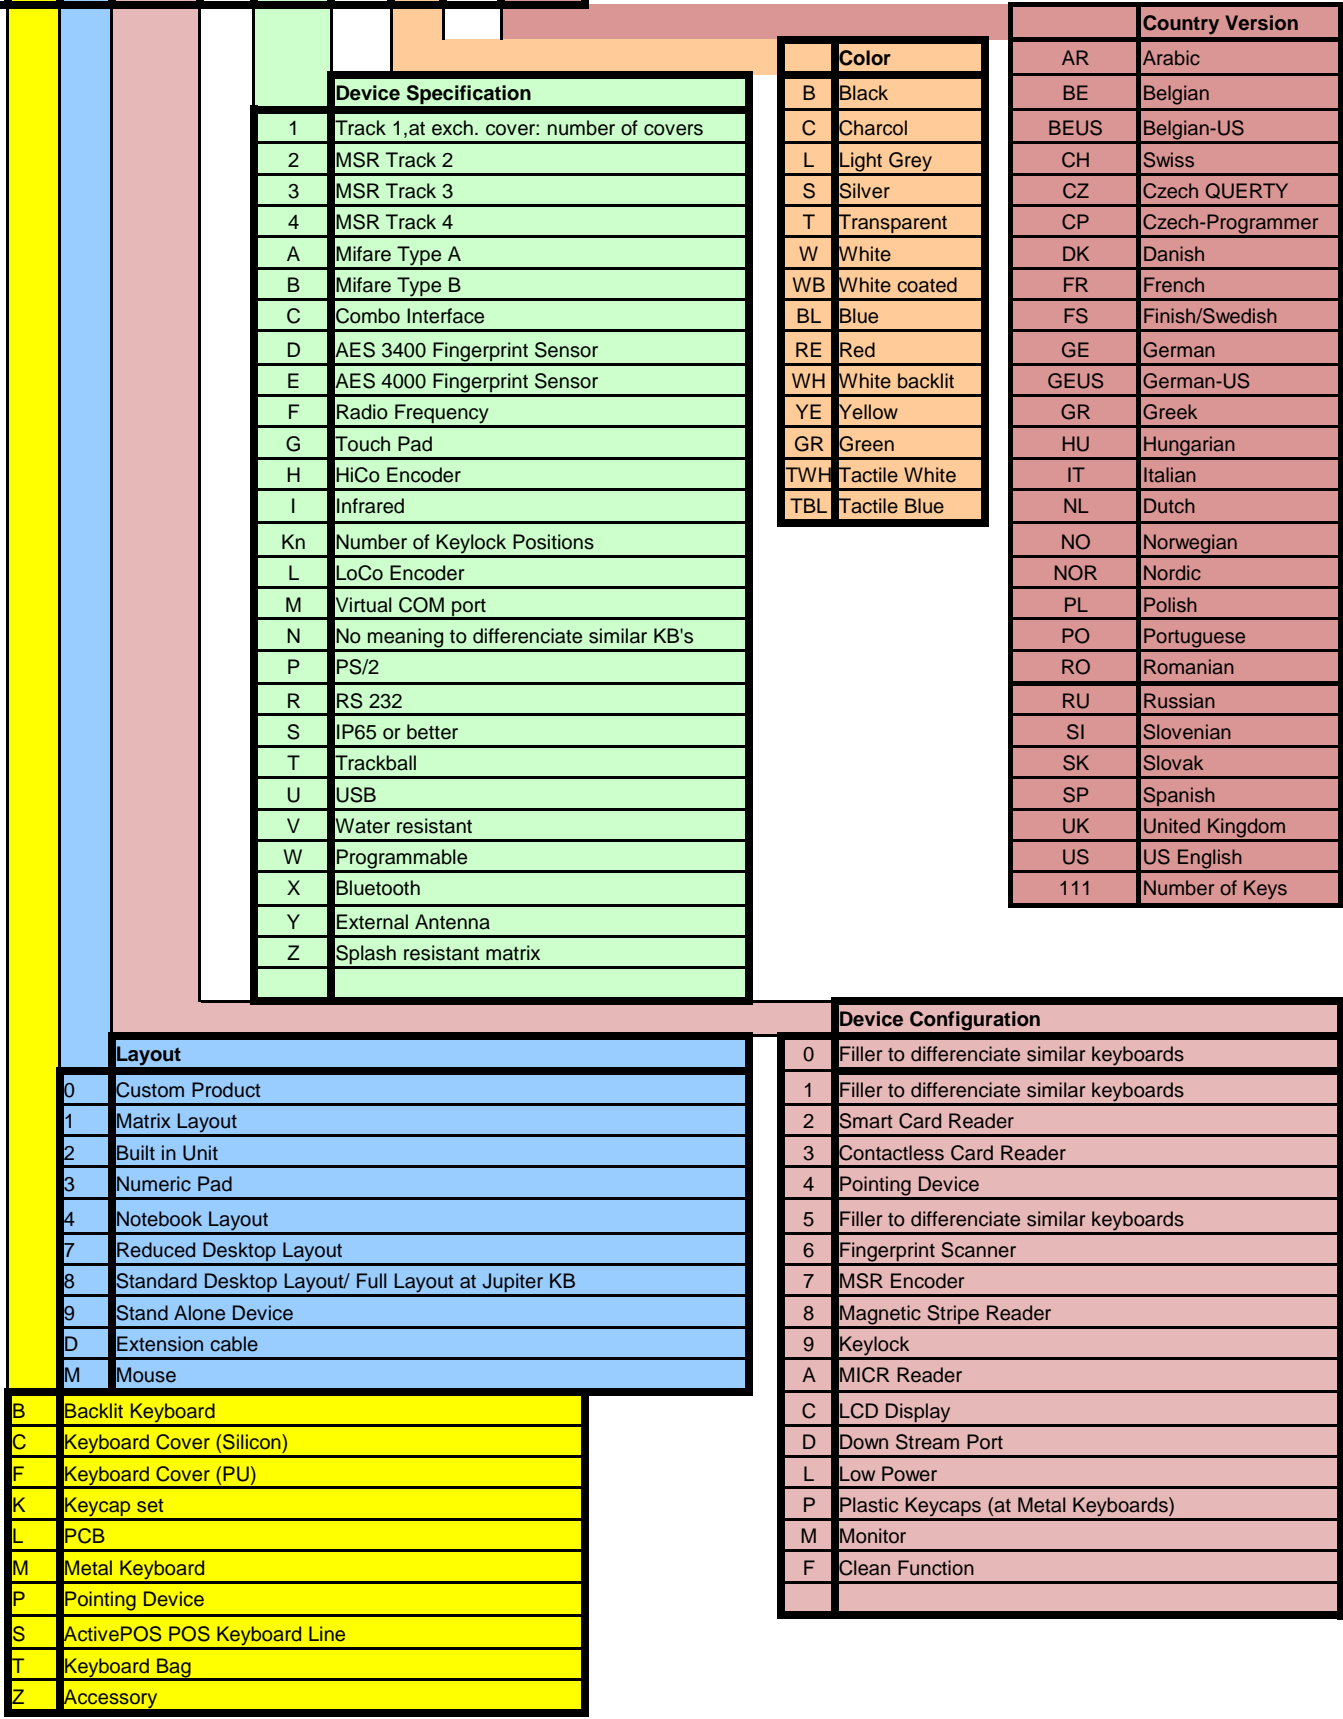 Country Version
AR Arabic
BE Belgian
BEUS Belgian-US
CH Swiss
CZ Czech QUERTY
CP Czech-Programmer
DK Danish
FR French
FS Finish/Swedish
GE German
GEUS German-US
GR Greek
HU Hungarian
IT Italian
NL Dutch
NO Norwegian
NOR Nordic
PL Polish
PO Portuguese
RO Romanian
RU Russian
SI Slovenian
SK Slovak
SP Spanish
UK United Kingdom
US US English
111 Number of Keys
Color
B Black
C Charcol
L Light Grey
S Silver
T Transparent
W White
WB White coated
BL Blue
RE Red
WH White backlit
YE Yellow
GR Green
TWH Tactile White
TBL Tactile Blue
Device Specification
1 Track 1,at exch. cover: number of covers
2 MSR Track 2
3 MSR Track 3
4 MSR Track 4
A Mifare Type A
B Mifare Type B
C Combo Interface
D AES 3400 Fingerprint Sensor
E AES 4000 Fingerprint Sensor
F Radio Frequency
G Touch Pad
H HiCo Encoder
I Infrared
Kn Number of Keylock Positions
L LoCo Encoder
M Virtual COM port
N No meaning to differenciate similar KB's
P PS/2
R RS 232
S IP65 or better
T Trackball
U USB
V Water resistant
W Programmable
X Bluetooth
Y External Antenna
Z Splash resistant matrix
Device Configuration
0 Filler to differenciate similar keyboards
1 Filler to differenciate similar keyboards
2 Smart Card Reader
3 Contactless Card Reader
4 Pointing Device
5 Filler to differenciate similar keyboards
6 Fingerprint Scanner
7 MSR Encoder
8 Magnetic Stripe Reader
9 Keylock
A MICR Reader
C LCD Display
D Down Stream Port
L Low Power
P Plastic Keycaps (at Metal Keyboards)
M Monitor
F Clean Function
Layout
0 Custom Product
1 Matrix Layout
2 Built in Unit
3 Numeric Pad
4 Notebook Layout
7 Reduced Desktop Layout
8 Standard Desktop Layout/ Full Layout at Jupiter KB
9 Stand Alone Device
D Extension cable
M Mouse
B Backlit Keyboard
C Keyboard Cover (Silicon)
F Keyboard Cover (PU)
K Keycap set
L PCB
M Metal Keyboard
P Pointing Device
S ActivePOS POS Keyboard Line
T Keyboard Bag
Z Accessory